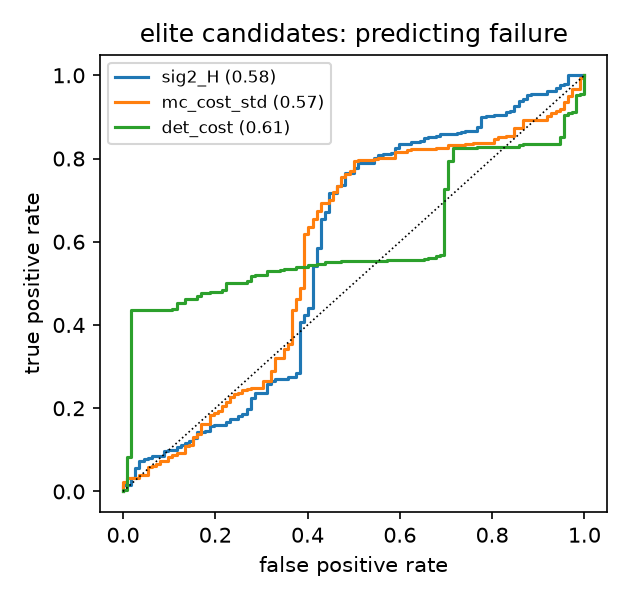 elite candidates: predicting failure
sig2_H (0.58)
mc_cost_std (0.57)
det_cost (0.61)
1.0
0.8
0.6
0.4
0.2
0.0
true positive rate
0.0 0.2 0.4 0.6 0.8 1.0
false positive rate